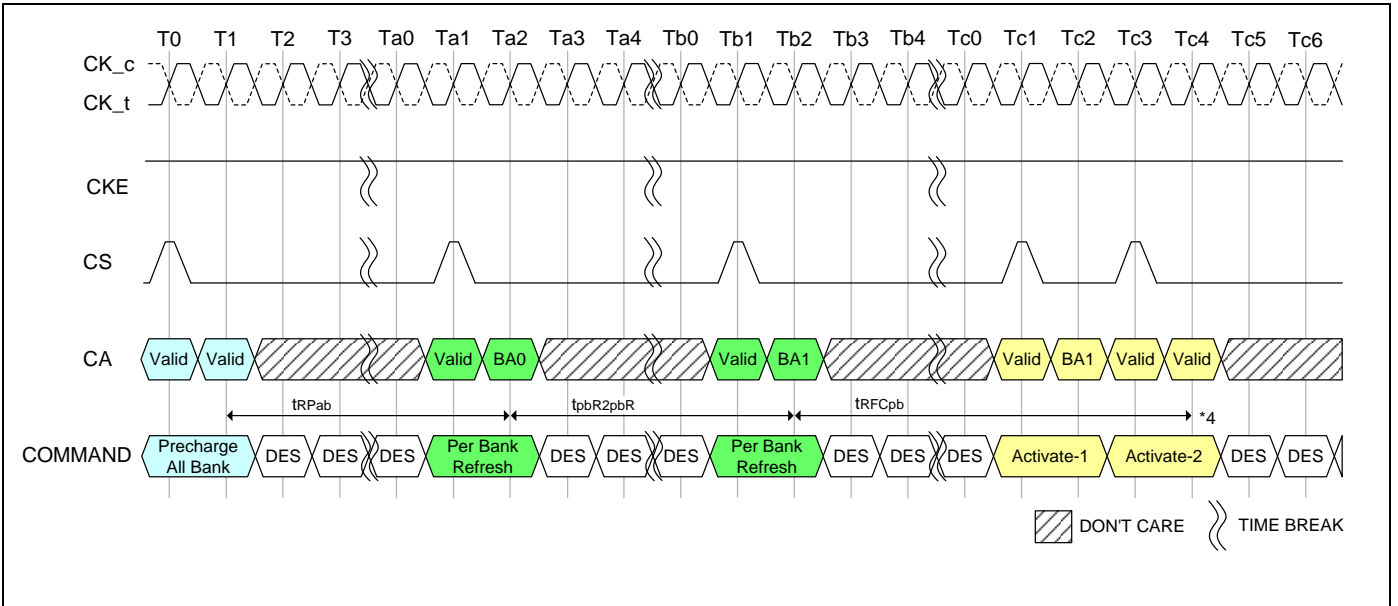 T0 T1 T2 T3 Ta0 Ta1 Ta2 Ta3 Ta4 Tb0 Tb1 Tb2 Tb3 Tb4 Tc0 Tc1 Tc2 Tc3 Tc4 Tc5 Tc6
CK_c
CK_t
CKE
CS
CA Valid Valid Valid BA0 Valid BA1 Valid BA1 Valid Valid
tRPab tpbR2pbR tRFCpb *4
COMMAND Precharge All Bank DES DES DES Per Bank Refresh DES DES DES Per Bank Refresh DES DES DES Activate-1 Activate-2 DES DES
DON'T CARE TIME BREAK